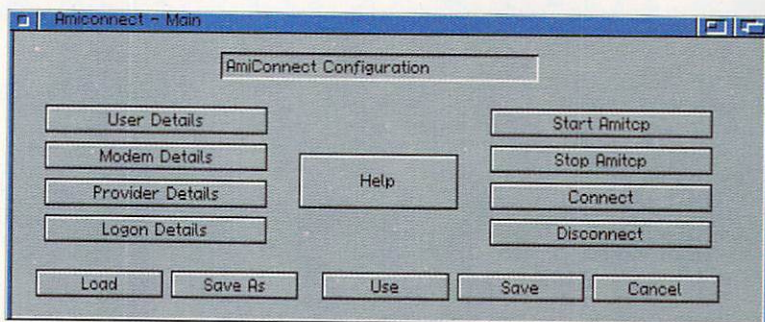 Amiconnect - Main
AmiConnect Configuration
User Details
Modem Details
Provider Details
Logon Details
Help
Start Amitcp
Stop Amitcp
Connect
Disconnect
Load
Save As
Use
Save
Cancel